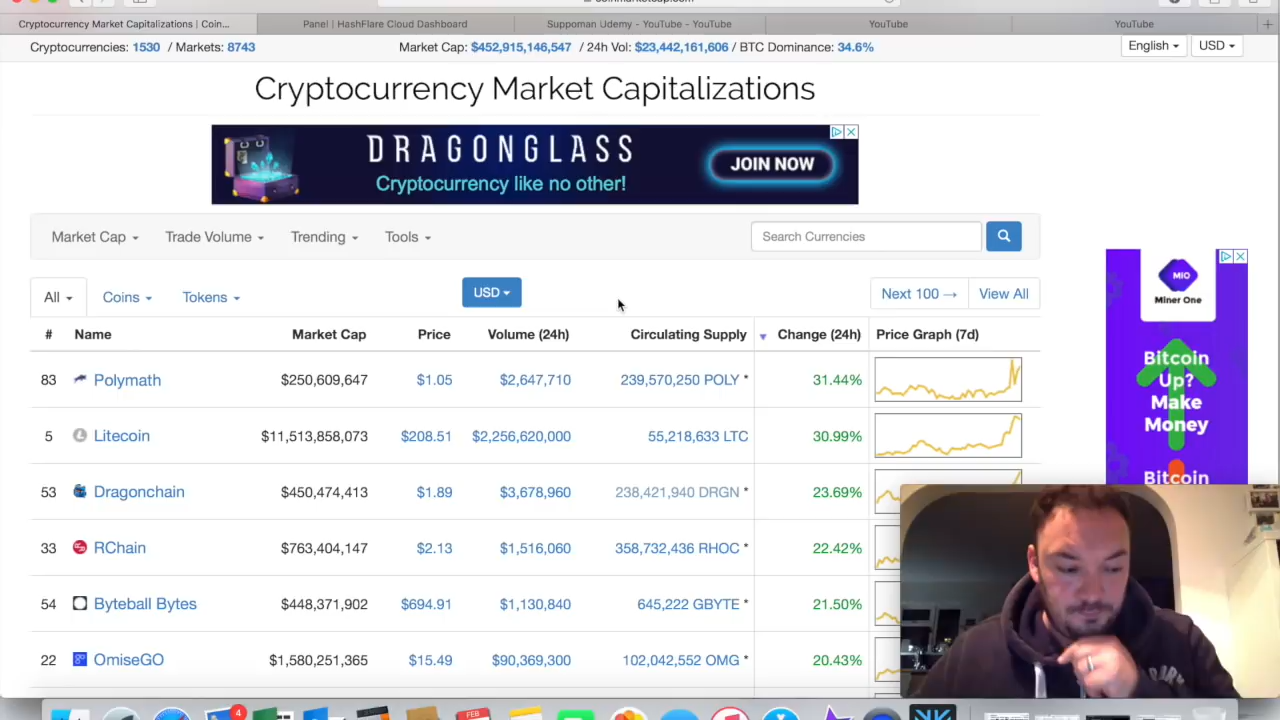 coinmarketcap.com
Cryptocurrency Market Capitalizations | Coin... Panel | HashFlare Cloud Dashboard Suppoman Udemy - YouTube - YouTube YouTube YouTube
Cryptocurrencies: 1530 / Markets: 8743 Market Cap: $452,915,146,547 / 24h Vol: $23,442,161,606 / BTC Dominance: 34.6% English USD
Cryptocurrency Market Capitalizations
DRAGONGLASS
Cryptocurrency like no other!
JOIN NOW
Market Cap Trade Volume Trending Tools Search Currencies
All Coins Tokens USD Next 100 → View All
# Name Market Cap Price Volume (24h) Circulating Supply Change (24h) Price Graph (7d)
83 Polymath $250,609,647 $1.05 $2,647,710 239,570,250 POLY * 31.44%
5 Litecoin $11,513,858,073 $208.51 $2,256,620,000 55,218,633 LTC 30.99%
53 Dragonchain $450,474,413 $1.89 $3,678,960 238,421,940 DRGN * 23.69%
33 RChain $763,404,147 $2.13 $1,516,060 358,732,436 RHOC * 22.42%
54 Byteball Bytes $448,371,902 $694.91 $1,130,840 645,222 GBYTE * 21.50%
22 OmiseGO $1,580,251,365 $15.49 $90,369,300 102,042,552 OMG * 20.43%
MIO
Miner One
Bitcoin
Up?
Make
Money
Bitcoin
4
FEB